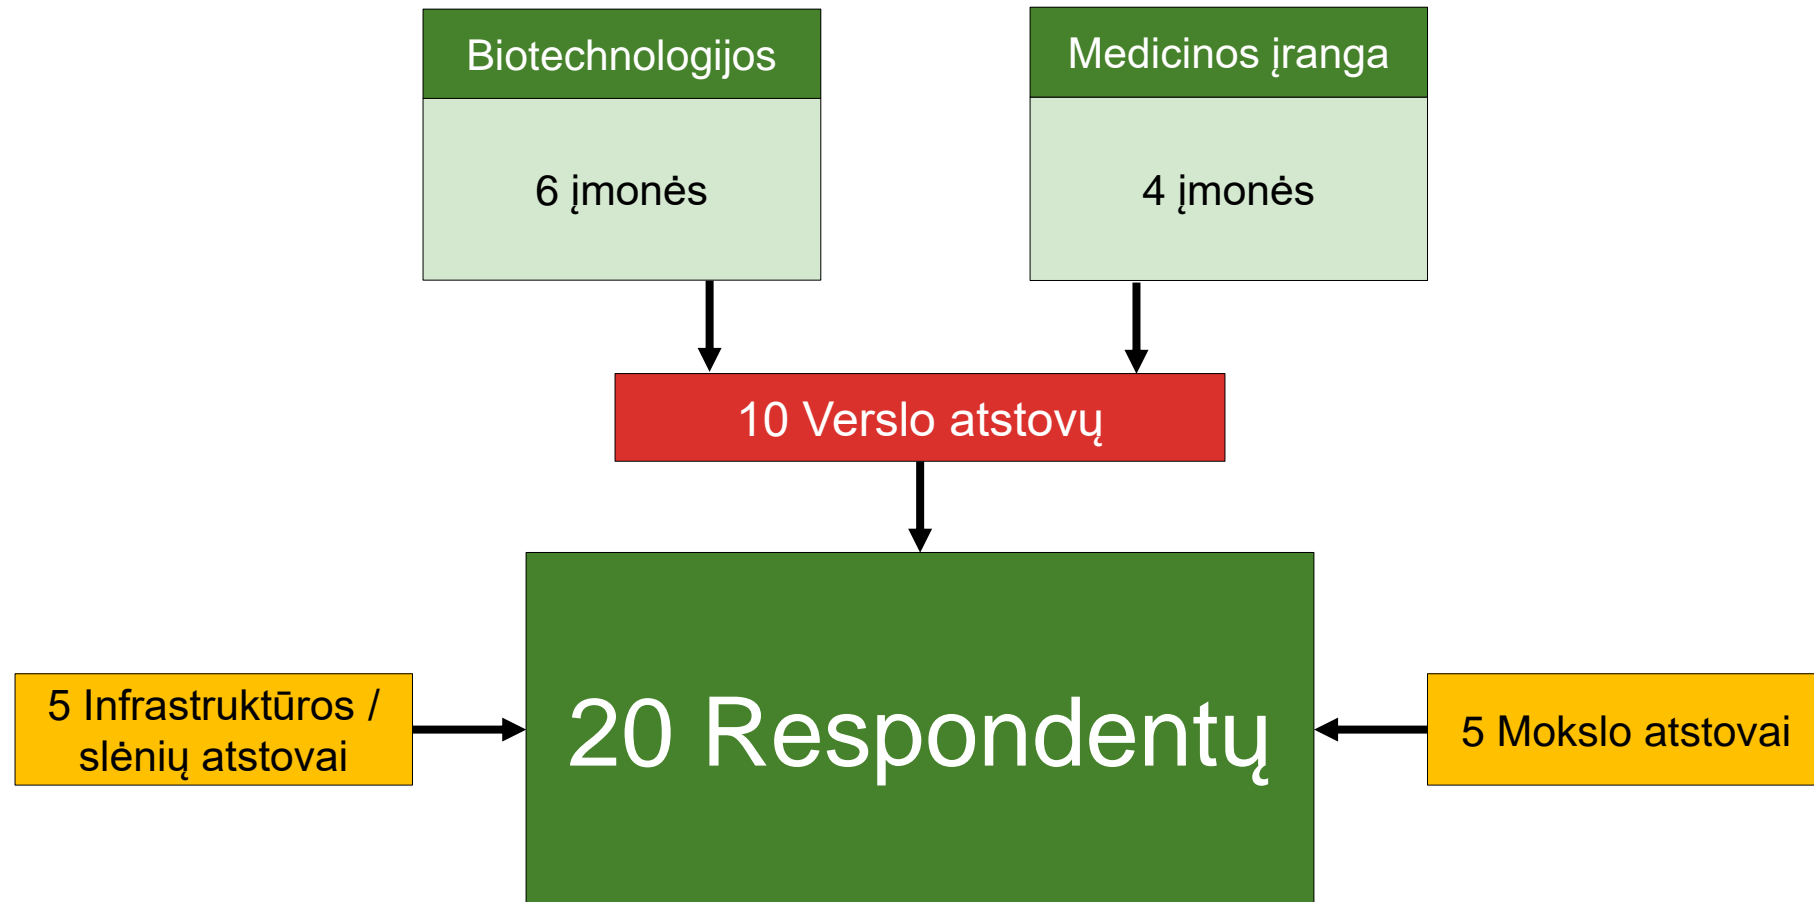 Biotechnologijos
6 įmonės
Medicinos įranga
4 įmonės
10 Verslo atstovų
5 Infrastruktūros /
slėnių atstovai
20 Respondentų
5 Mokslo atstovai